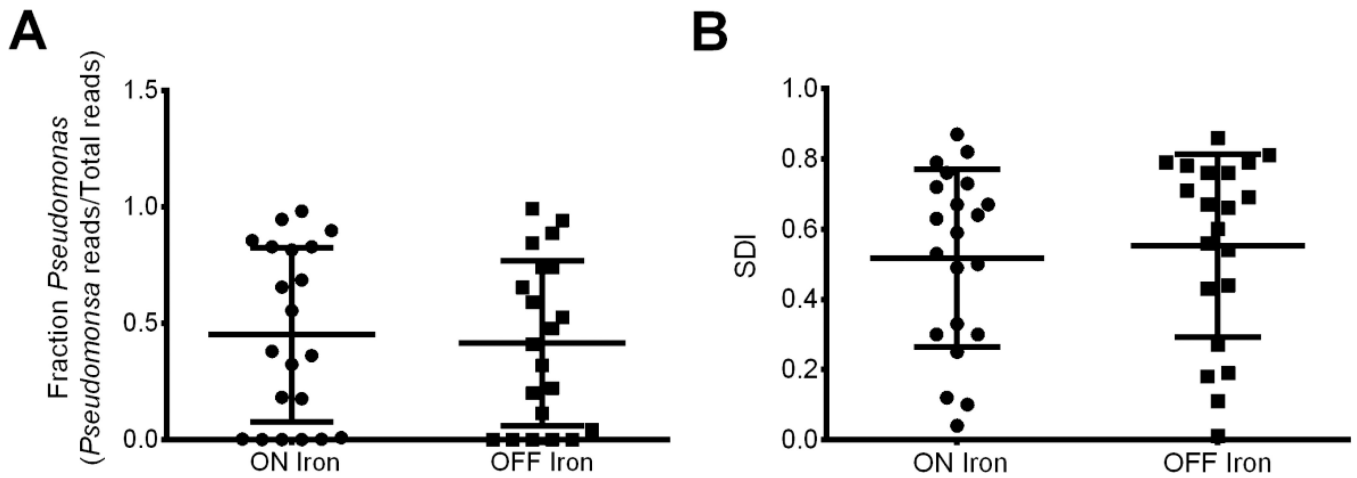 A
Fraction Pseudomonas
(Pseudomonsa reads/Total reads)
1.5
1.0
0.5
0.0
ON Iron
OFF Iron
B
SDI
1.0
0.8
0.6
0.4
0.2
0.0
ON Iron
OFF Iron